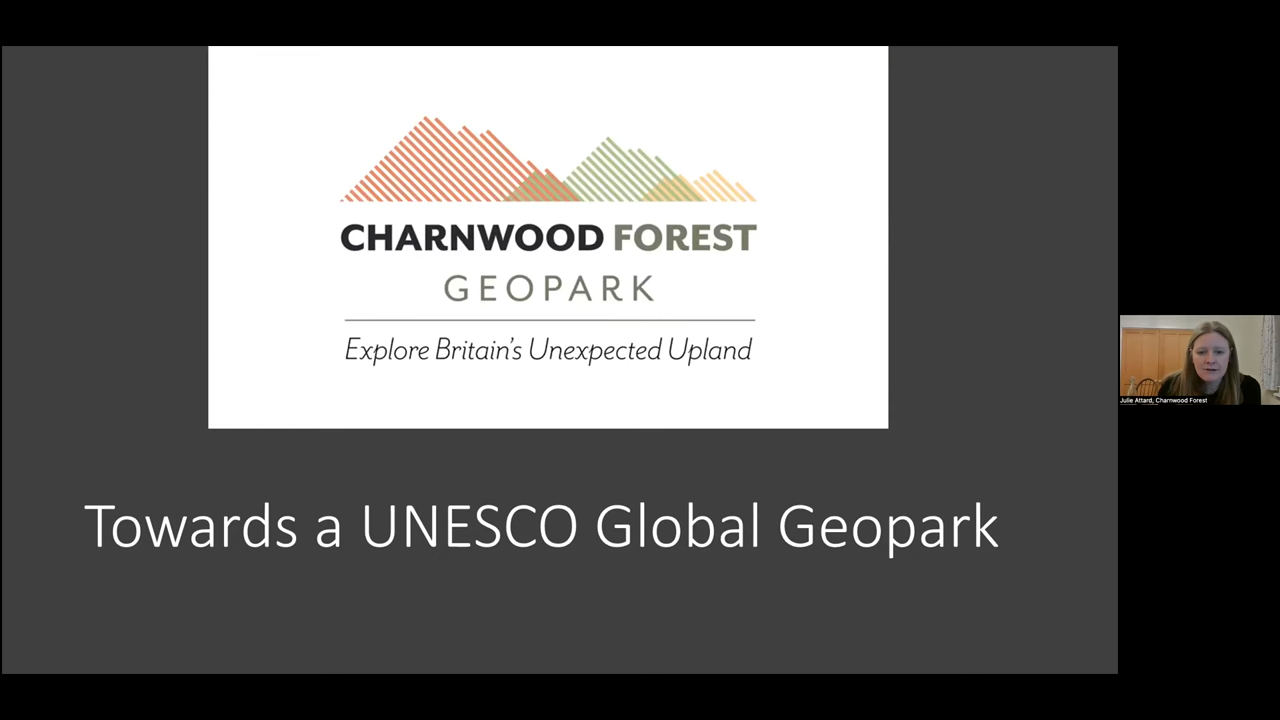 CHARNWOOD FOREST
GEOPARK
Explore Britain's Unexpected Upland
Towards a UNESCO Global Geopark
Julie Attard, Charnwood Forest